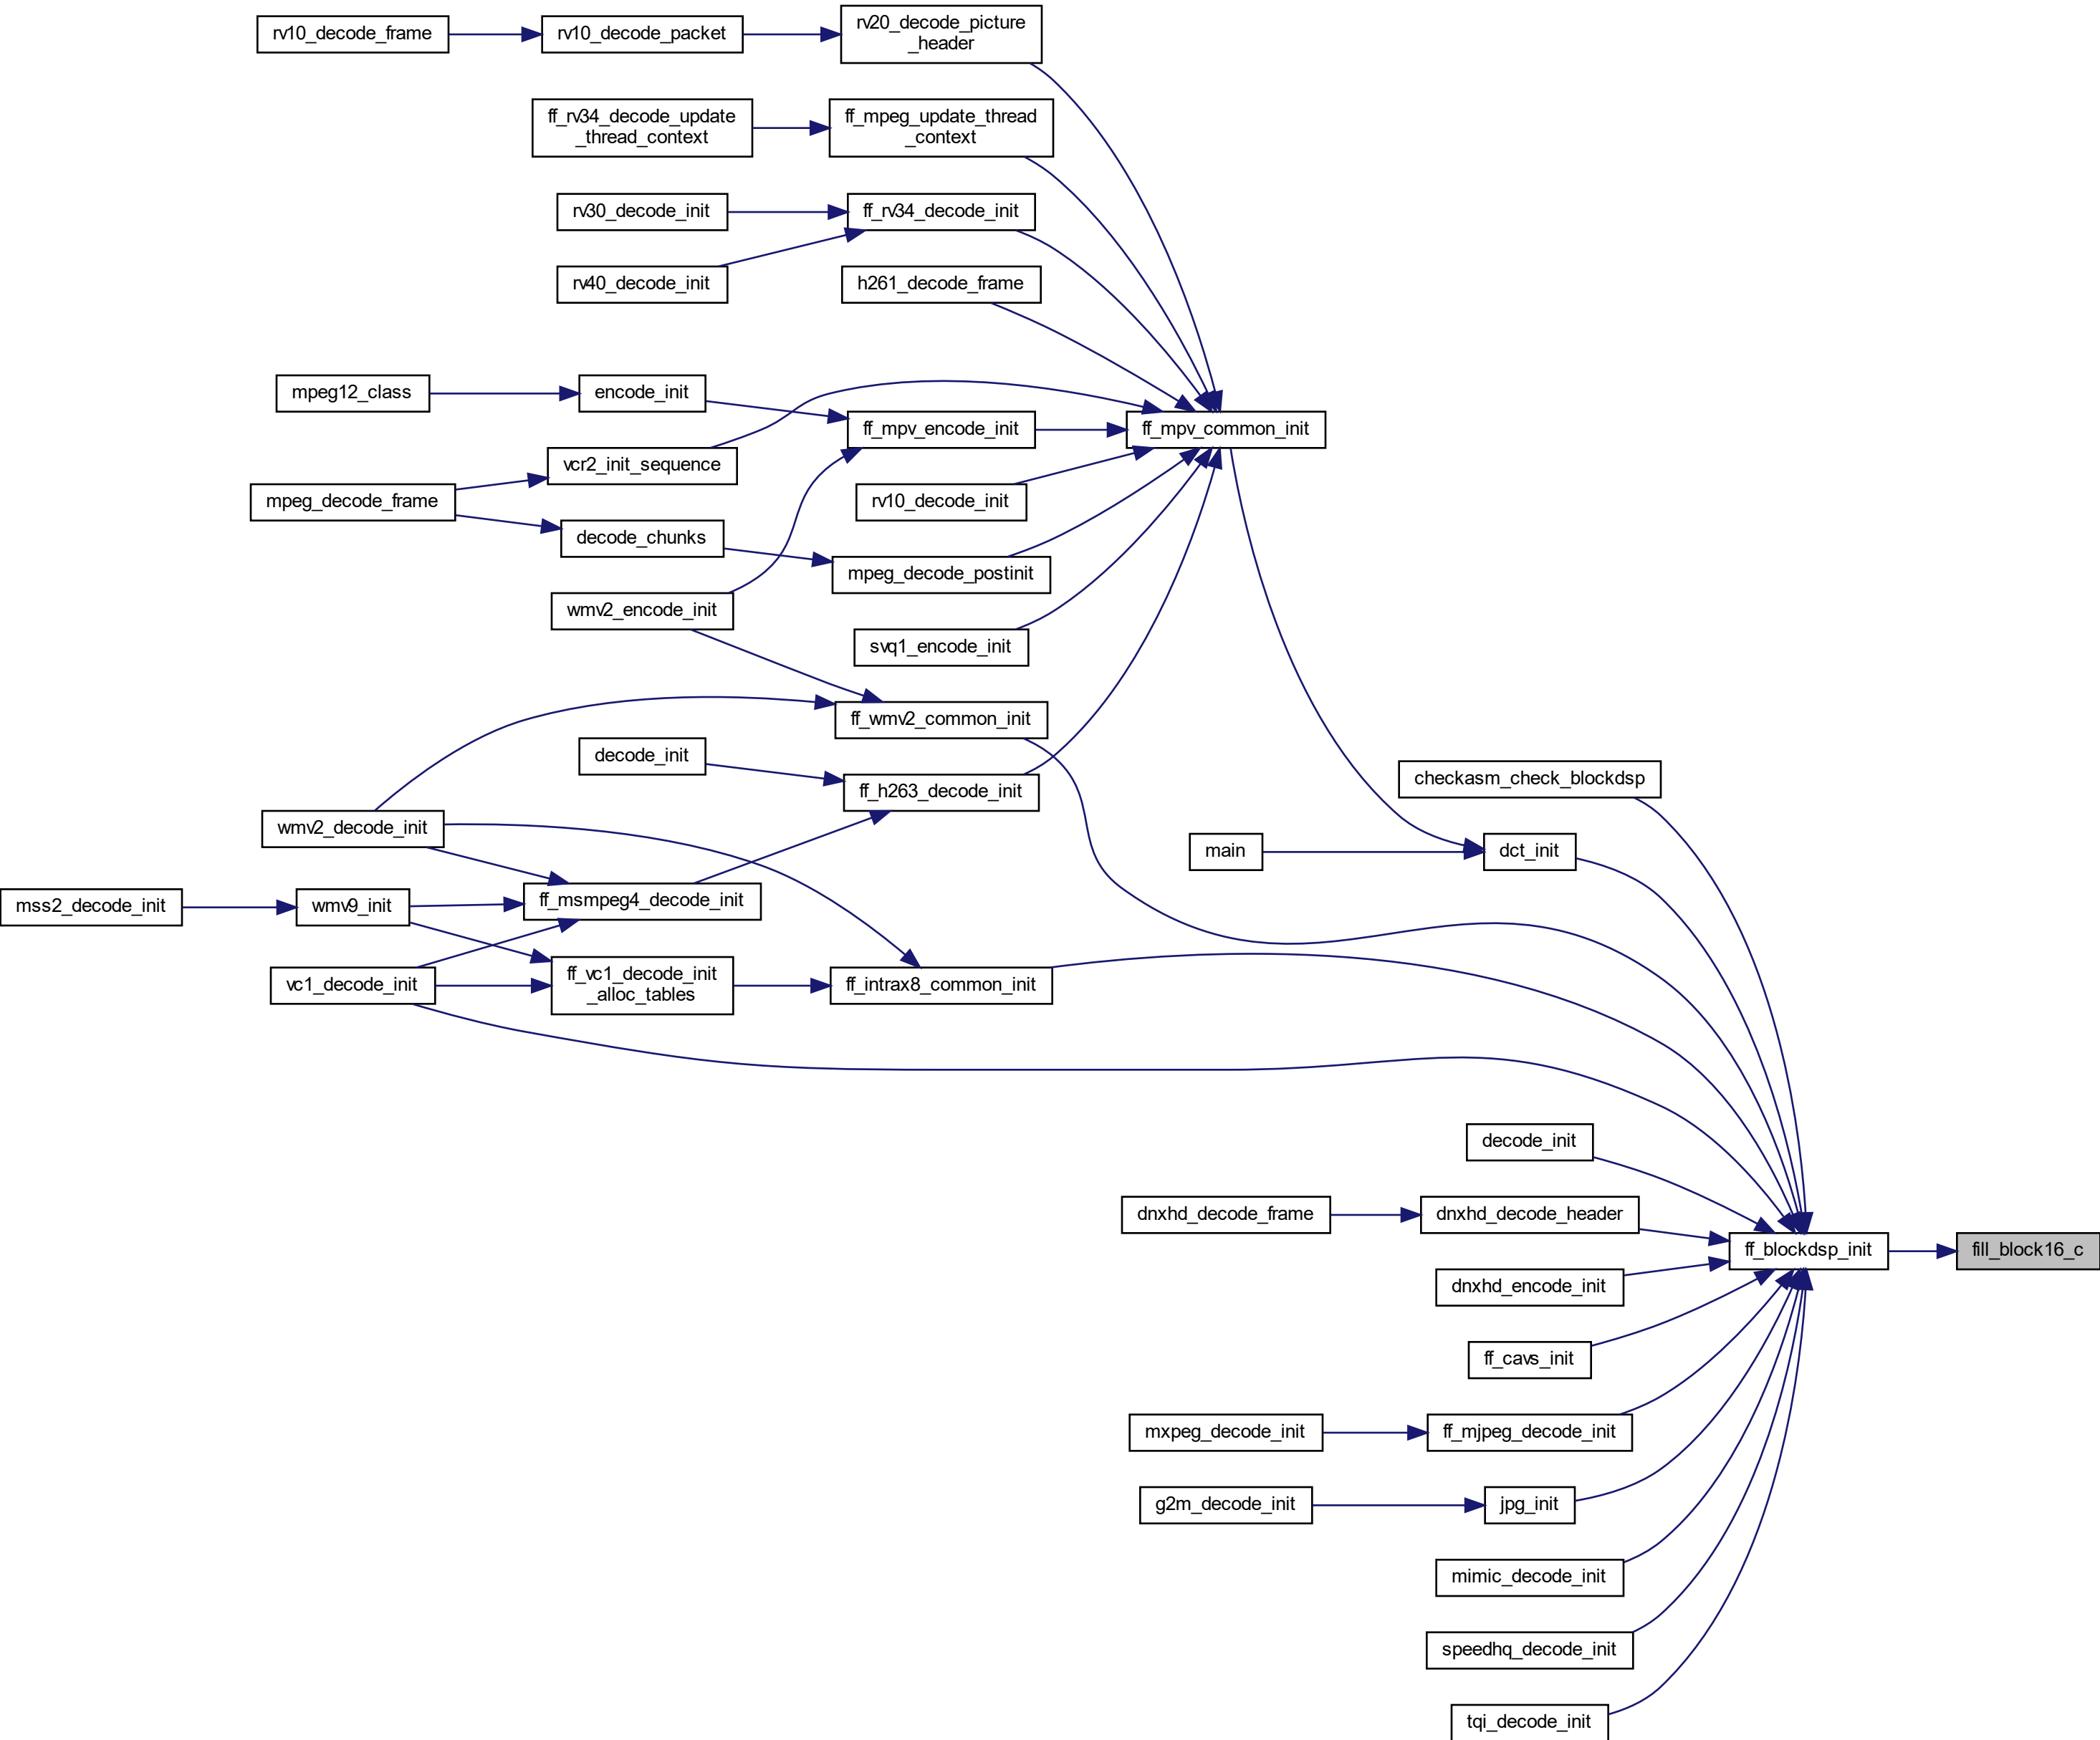 rv10_decode_frame
rv10_decode_packet
rv20_decode_picture
_header
ff_rv34_decode_update
_thread_context
ff_mpeg_update_thread
_context
rv30_decode_init
ff_rv34_decode_init
rv40_decode_init
h261_decode_frame
mpeg12_class
encode_init
ff_mpv_encode_init
ff_mpv_common_init
vcr2_init_sequence
mpeg_decode_frame
rv10_decode_init
decode_chunks
mpeg_decode_postinit
wmv2_encode_init
svq1_encode_init
ff_wmv2_common_init
decode_init
ff_h263_decode_init
checkasm_check_blockdsp
wmv2_decode_init
main
dct_init
mss2_decode_init
wmv9_init
ff_msmpeg4_decode_init
vc1_decode_init
ff_vc1_decode_init
_alloc_tables
ff_intrax8_common_init
decode_init
dnxhd_decode_frame
dnxhd_decode_header
ff_blockdsp_init
fill_block16_c
dnxhd_encode_init
ff_cavs_init
mxpeg_decode_init
ff_mjpeg_decode_init
g2m_decode_init
jpg_init
mimic_decode_init
speedhq_decode_init
tqi_decode_init